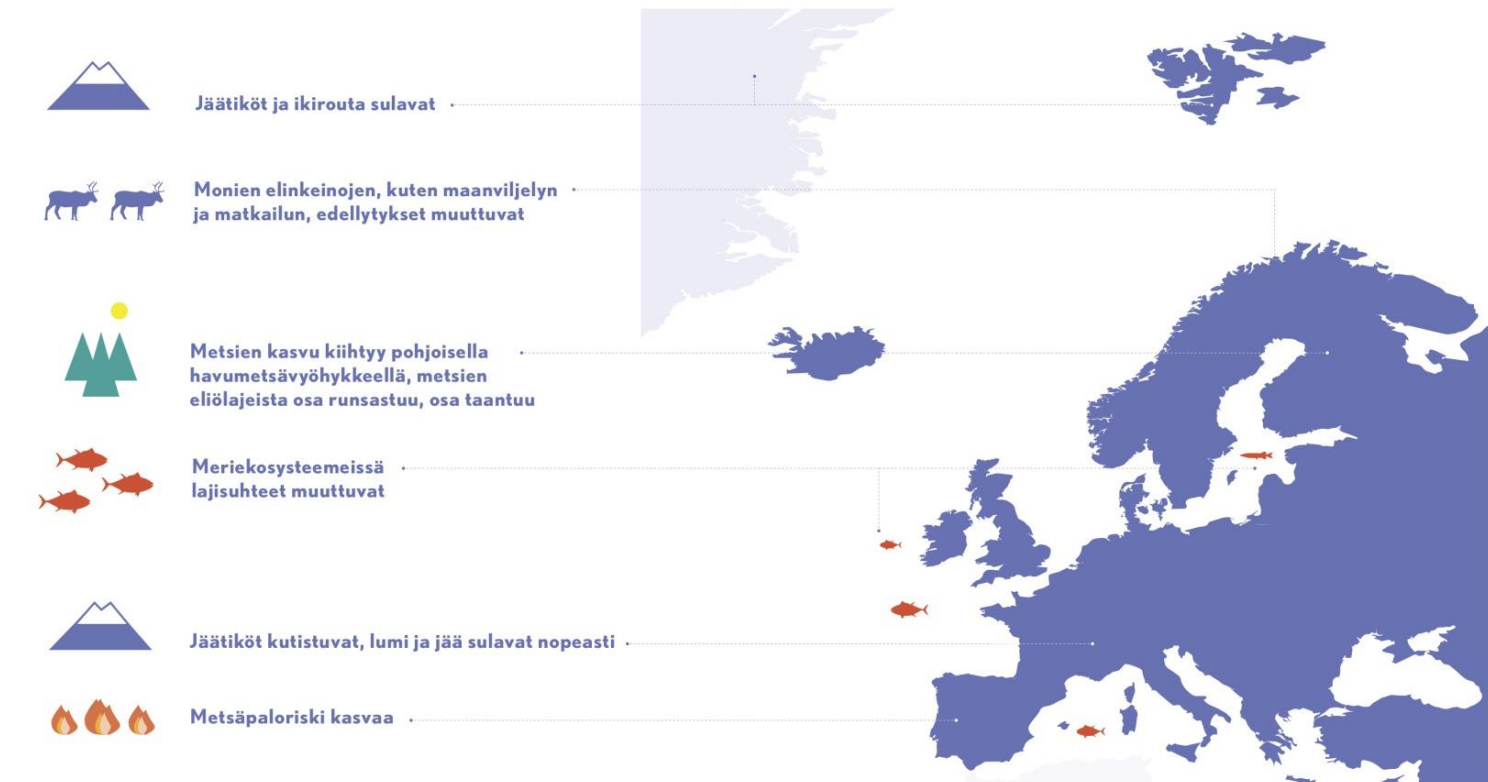 Jäätiköt ja ikirouta sulavat
Monien elinkeinojen, kuten maanviljelyn
ja matkailun, edellytykset muuttuvat
Metsien kasvu kiihtyy pohjoisella
havumetsävyöhykkeellä, metsien
eliölajeista osa runsastuu, osa taantuu
Meriekosysteemeissä
lajisuhteet muuttuvat
Jäätiköt kutistuvat, lumi ja jää sulavat nopeasti
Metsäpaloriski kasvaa